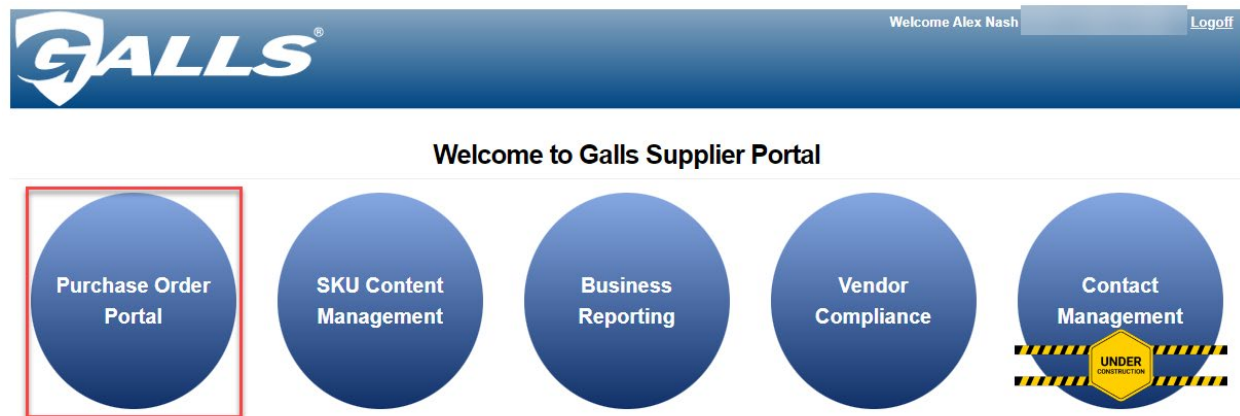 Welcome Alex Nash
Logoff
GALLS®
Welcome to Galls Supplier Portal
Purchase Order
Portal
SKU Content
Management
Business
Reporting
Vendor
Compliance
Contact
Management
UNDER
CONSTRUCTION